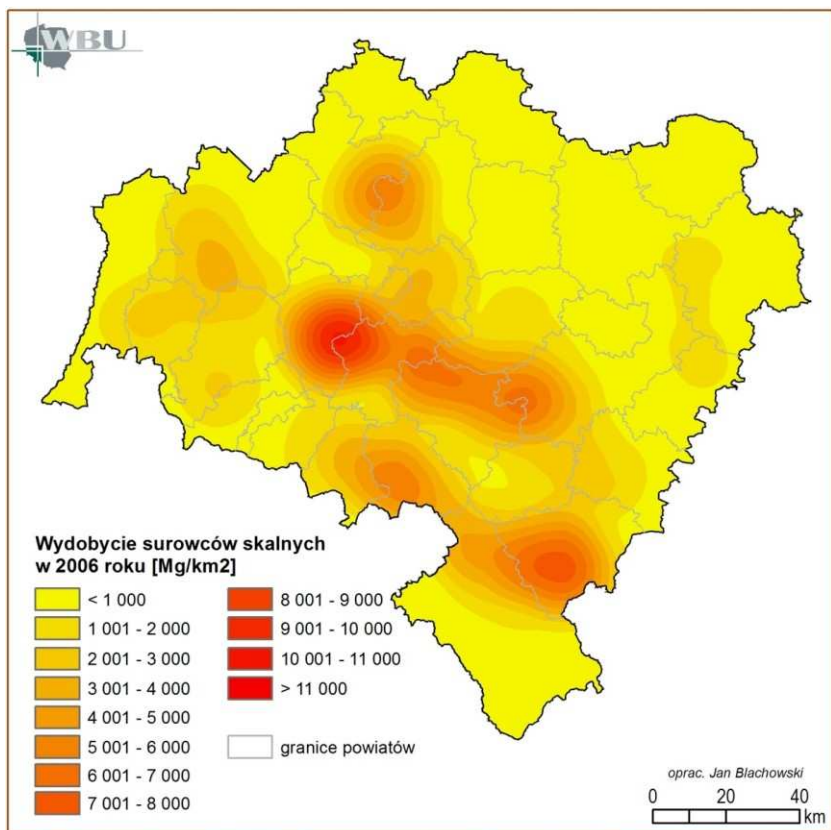 WBU
Wydobycie surowców skalnych
w 2006 roku [Mg/km2]
< 1 000
1 001 - 2 000
2 001 - 3 000
3 001 - 4 000
4 001 - 5 000
5 001 - 6 000
6 001 - 7 000
7 001 - 8 000
8 001 - 9 000
9 001 - 10 000
10 001 - 11 000
> 11 000
granice powiatów
oprac. Jan Blachowski
0 20 40
km